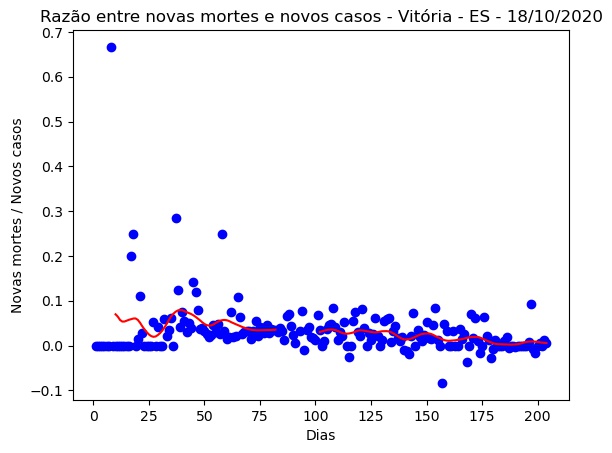 Razão entre novas mortes e novos casos - Vitória - ES - 18/10/2020
0.7
0.6
0.5
0.4
0.3
0.2
0.1
0.0
−0.1
Novas mortes / Novos casos
0 25 50 75 100 125 150 175 200
Dias